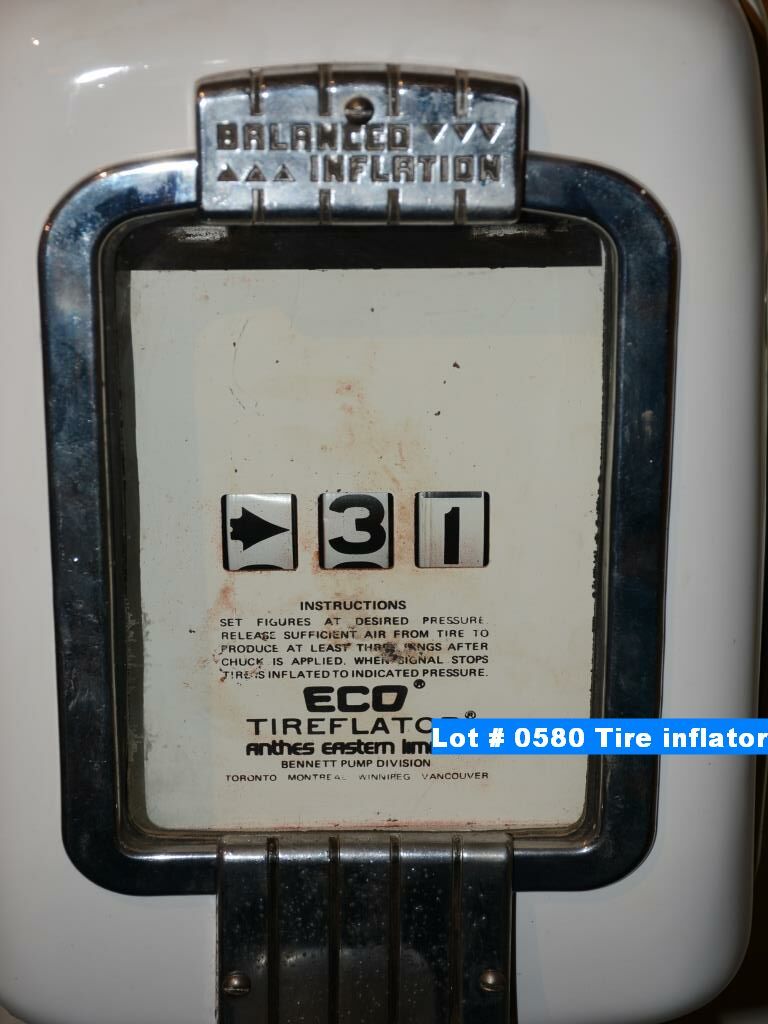 BALANCED
INFLATION
3 1
INSTRUCTIONS
SET FIGURES AT DESIRED PRESSURE.
RELEASE SUFFICIENT AIR FROM TIRE TO
PRODUCE AT LEAST THREE RINGS AFTER
CHUCK IS APPLIED. WHEN SIGNAL STOPS
TIRE IS INFLATED TO INDICATED PRESSURE.
ECO®
®
anthes eastern
Lot # 0580 Tire inflator
BENNETT PUMP DIVISION
TORONTO MONTREAL WINNIPEG VANCOUVER